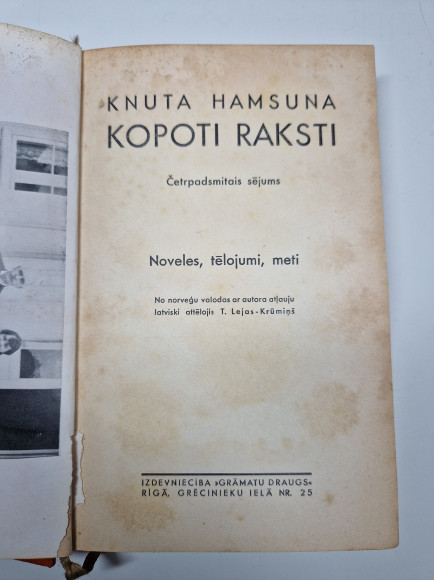 KNUTA HAMSUNA
KOPOTI RAKSTI
Četrpadsmitais sējums
Noveles, tēlojumi, meti
No norveģu valodas ar autora atļauju
latviski attēlojis T. Lejas-Krūmiņš
IZDEVNIECĪBA »GRĀMATU DRAUGS«
RĪGĀ, GRĒCINIEKU IELĀ NR. 25